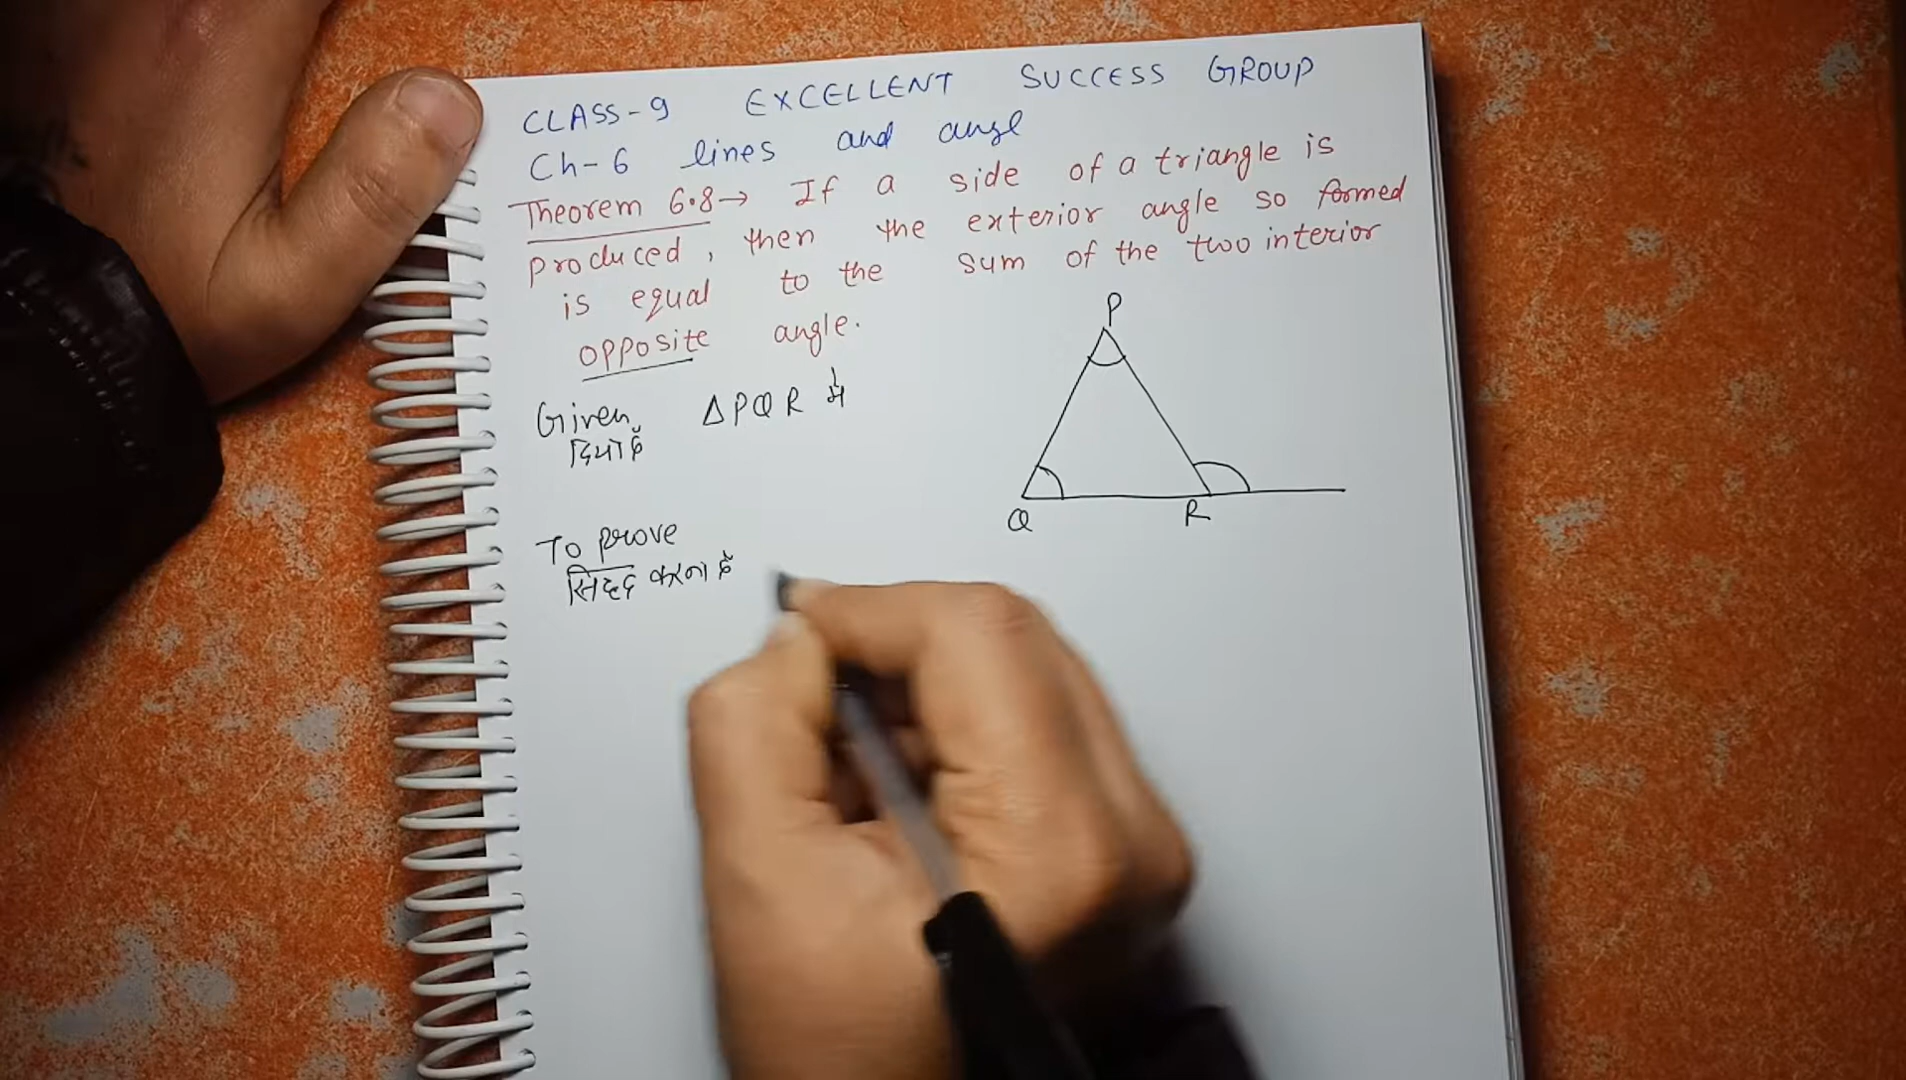 CLASS-9 EXCELLENT SUCCESS GROUP
Ch-6 lines and angl
Theorem 6.8→ If a side of a triangle is
produced, then the exterior angle so formed
is equal to the sum of the two interior
opposite angle.
Given ΔPQR में
दिया है
To prove
सिद्ध करना है
P
Q
R